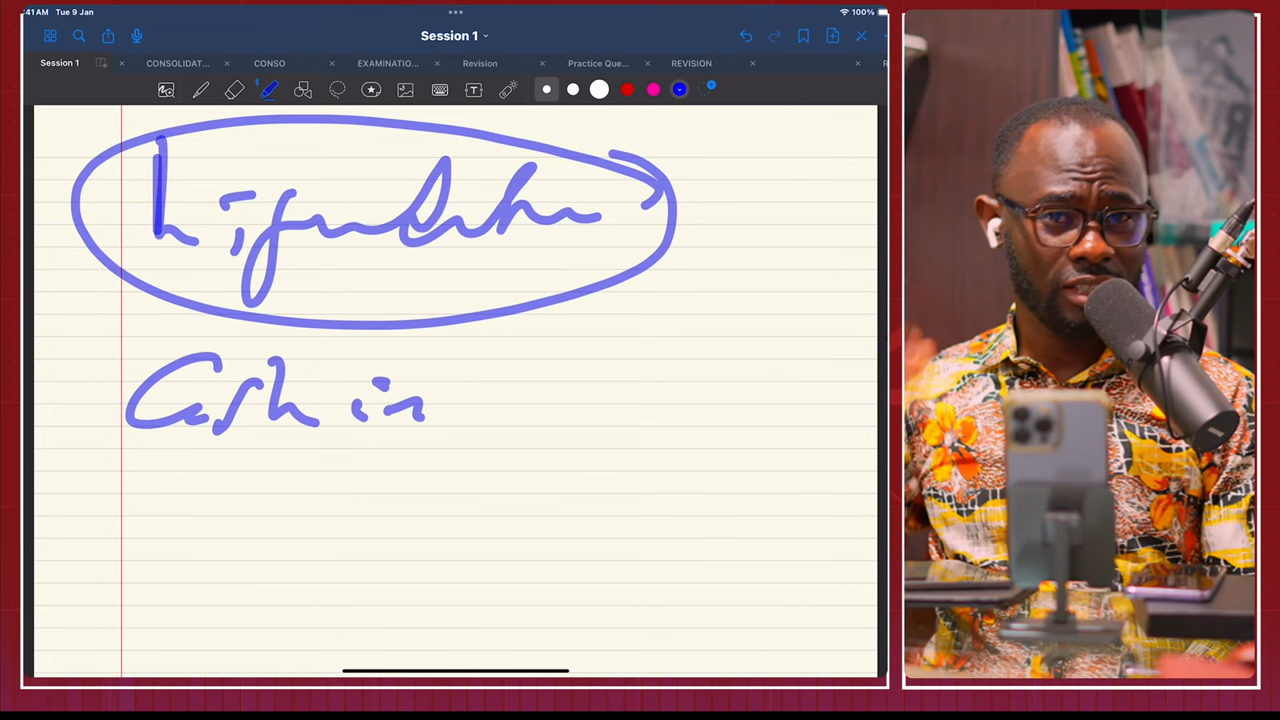 :41 AM Tue 9 Jan
100%
Session 1
Session 1 CONSOLIDAT... CONSO EXAMINATIO... Revision Practice Que... REVISION
Cash in